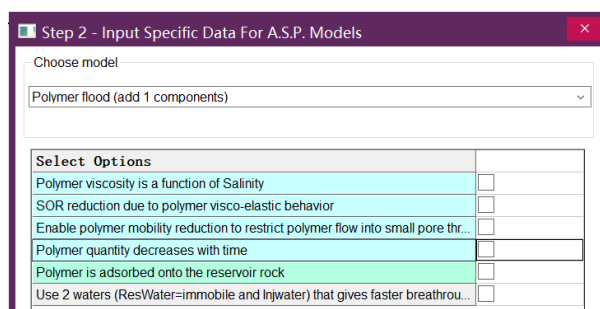 Step 2 - Input Specific Data For A.S.P. Models
Choose model
Polymer flood (add 1 components)
Select Options
Polymer viscosity is a function of Salinity
SOR reduction due to polymer visco-elastic behavior
Enable polymer mobility reduction to restrict polymer flow into small pore thr...
Polymer quantity decreases with time
Polymer is adsorbed onto the reservoir rock
Use 2 waters (ResWater=immobile and Injwater) that gives faster breakthrou...